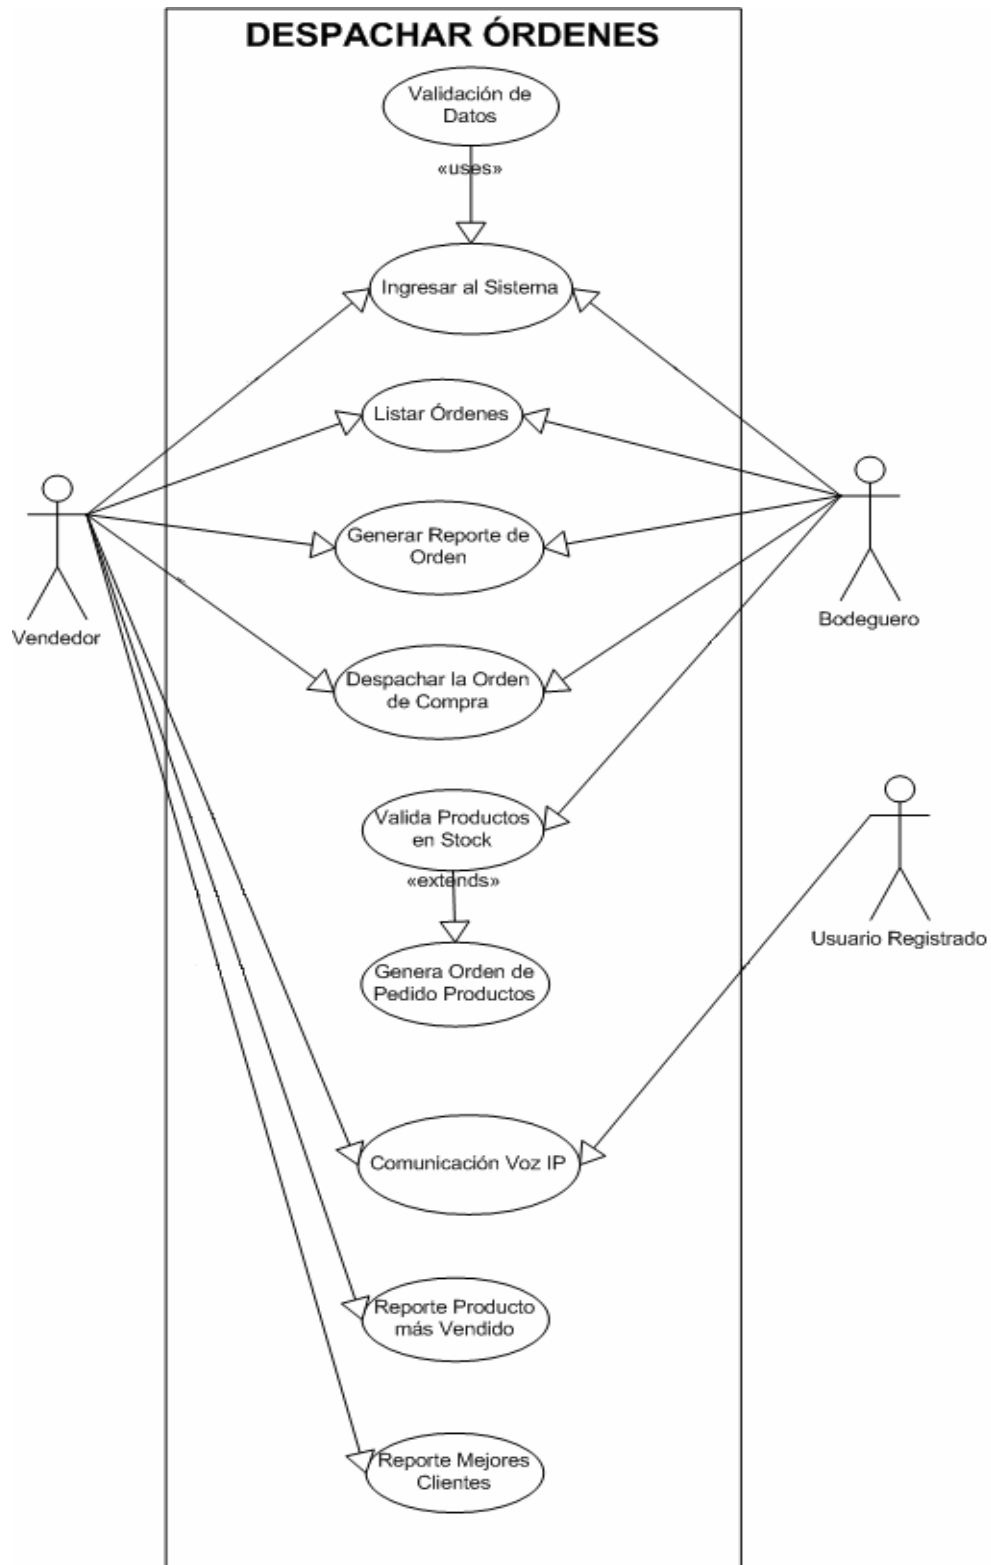 DESPACHAR ÓRDENES
Validación de
Datos
«uses»
Ingresar al Sistema
Listar Órdenes
Generar Reporte de
Orden
Vendedor
Bodeguero
Despachar la Orden
de Compra
Valida Productos
en Stock
«extends»
Usuario Registrado
Genera Orden de
Pedido Productos
Comunicación Voz IP
Reporte Producto
más Vendido
Reporte Mejores
Clientes